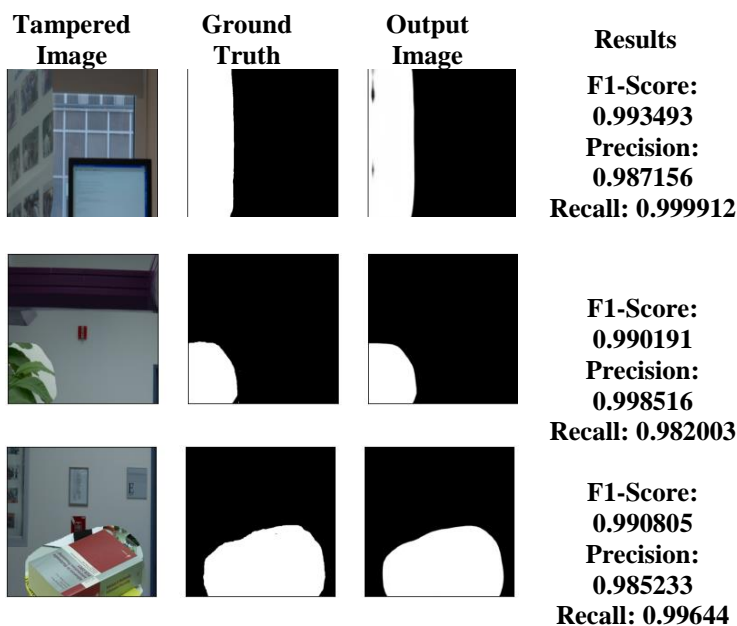 Tampered Image
Ground Truth
Output Image
Results
F1-Score:
0.993493
Precision:
0.987156
Recall: 0.999912
F1-Score:
0.990191
Precision:
0.998516
Recall: 0.982003
F1-Score:
0.990805
Precision:
0.985233
Recall: 0.99644